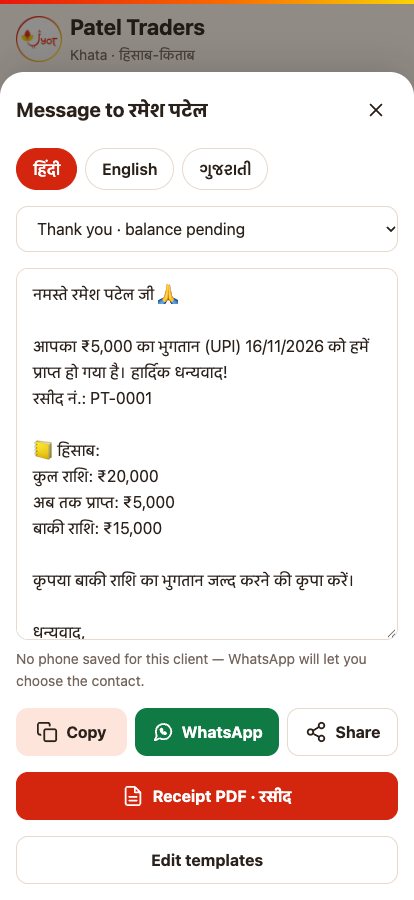 Jyot
Patel Traders
Khata · हिसाब-किताब
Message to रमेश पटेल
हिंदी
English
ગુજરાતી
Thank you · balance pending
नमस्ते रमेश पटेल जी 🙏
आपका ₹5,000 का भुगतान (UPI) 16/11/2026 को हमें
प्राप्त हो गया है। हार्दिक धन्यवाद!
रसीद नं.: PT-0001
📒 हिसाब:
कुल राशि: ₹20,000
अब तक प्राप्त: ₹5,000
बाकी राशि: ₹15,000
कृपया बाकी राशि का भुगतान जल्द करने की कृपा करें।
धन्यवाद,
No phone saved for this client — WhatsApp will let you
choose the contact.
Copy
WhatsApp
Share
Receipt PDF · रसीद
Edit templates